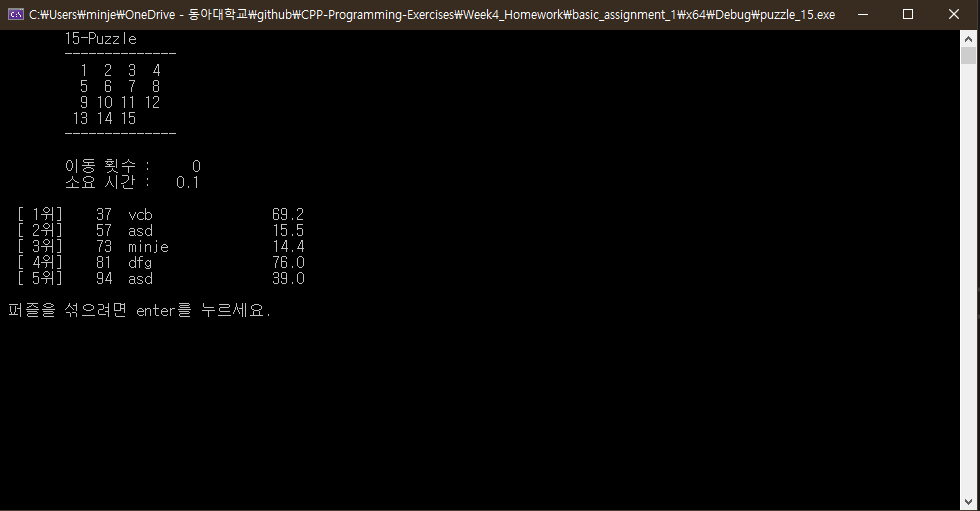 C:₩Users₩minje₩OneDrive - 동아대학교₩github₩CPP-Programming-Exercises₩Week4_Homework₩basic_assignment_1₩x64₩Debug₩puzzle_15.exe
15-Puzzle
--------------
1 2 3 4
5 6 7 8
9 10 11 12
13 14 15
--------------
이동 횟수 : 0
소요 시간 : 0.1
[ 1위] 37 vcb 69.2
[ 2위] 57 asd 15.5
[ 3위] 73 minje 14.4
[ 4위] 81 dfg 76.0
[ 5위] 94 asd 39.0
퍼즐을 섞으려면 enter를 누르세요.